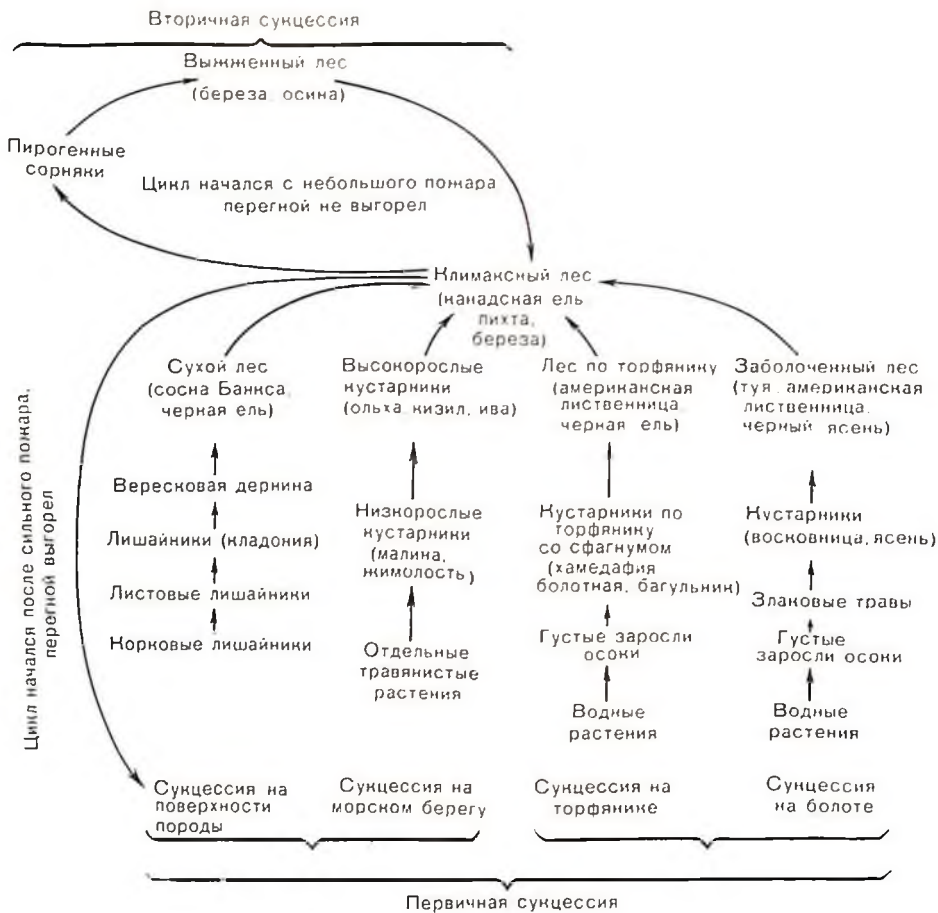 Вторичная сукцессия
Выжженный лес
(береза осина)
Пирогенные
сорняки
Цикл начался с небольшого пожара
перегной не выгорел
Климаксный лес
(канадская ель
пихта,
береза)
Сухой лес
(сосна Банкса,
черная ель)
Вересковая дернина
Лишайники (кладония)
Листовые лишайники
Корковые лишайники
Высокорослые
кустарники
(ольха, кизил, ива)
Низкорослые
кустарники
(малина,
жимолость)
Отдельные
травянистые
растения
Лес по торфянику
(американская
лиственница
черная ель)
Кустарники по
торфянику
со сфагнумом
(хамедафия
болотная, багульник)
Густые заросли
осоки
Водные
растения
Заболоченный лес
(туя, американская
лиственница,
черный ясень)
Кустарники
(восковница, ясень)
Злаковые травы
Густые
заросли осоки
Водные
растения
Цикл начался после сильного пожара,
перегной выгорел
Сукцессия на
поверхности
породы
Сукцессия на
морском берегу
Сукцессия на
торфянике
Сукцессия
на болоте
Первичная сукцессия